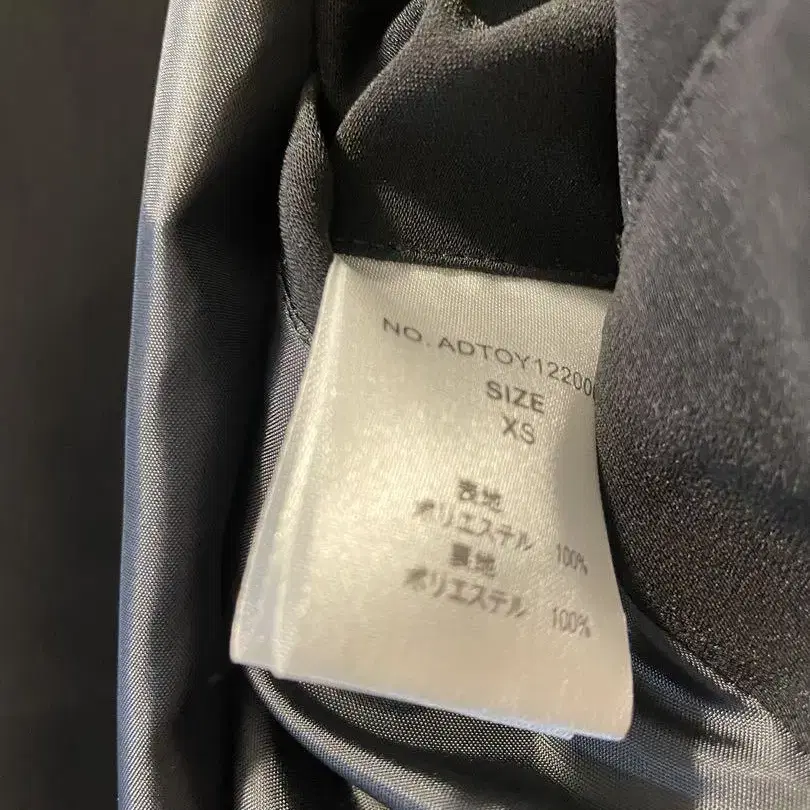 NO. ADTOY12200
SIZE
XS
表地
ポリエステル 100%
裏地
ポリエステル 100%